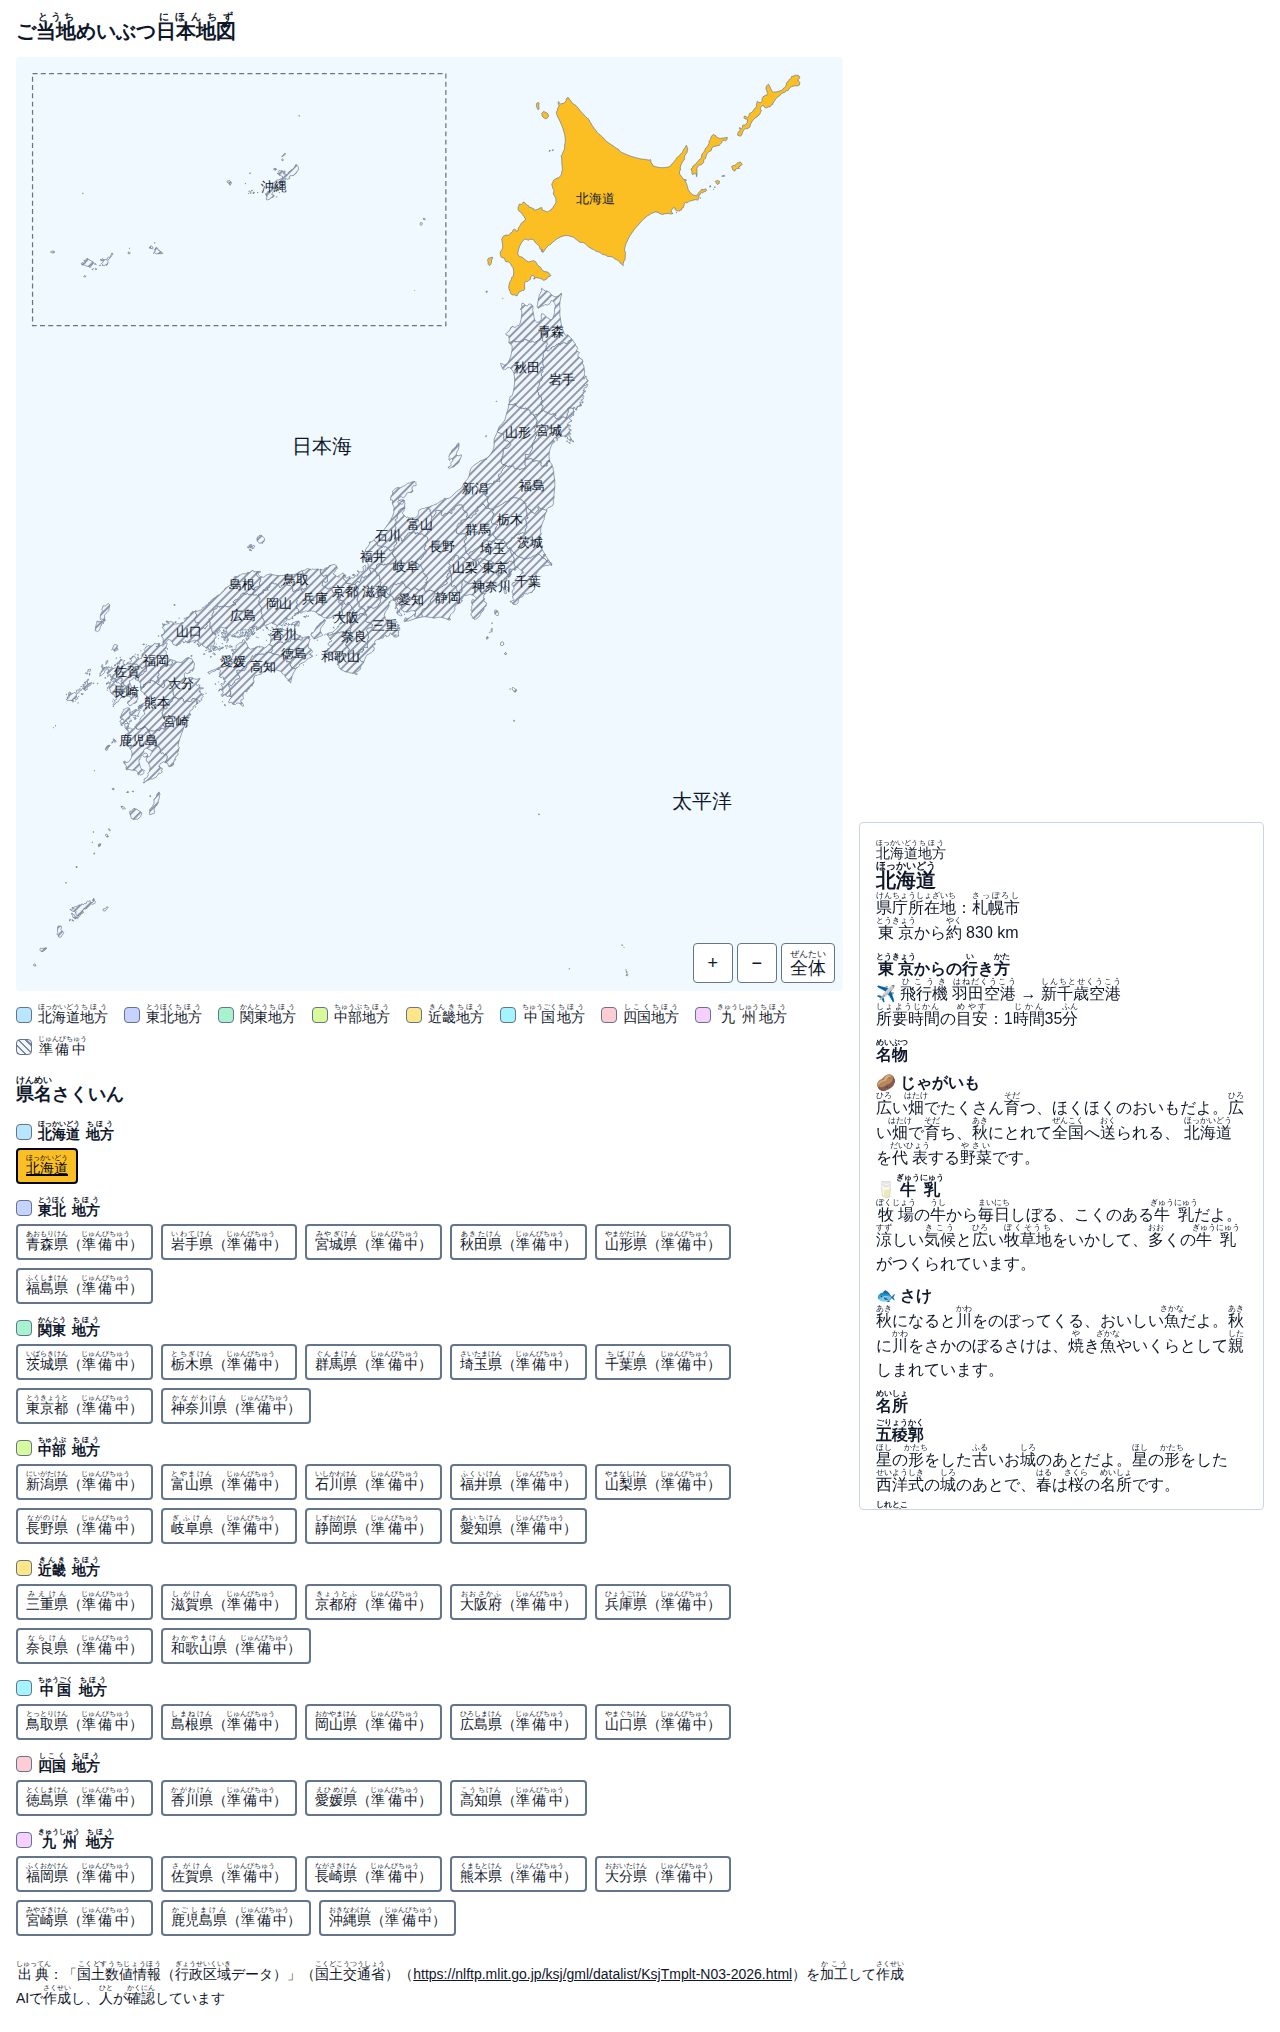 ご当地めいぶつ日本地図
沖縄
北海道
青森
秋田
岩手
山形 宮城
日本海
新潟 福島
富山 群馬 栃木
石川 長野 埼玉 茨城
福井 岐阜 山梨 東京
島根 鳥取 神奈川 千葉
岡山 兵庫 京都 滋賀 愛知 静岡
広島 大阪 三重
山口 香川 奈良
福岡 愛媛 高知 徳島 和歌山
佐賀 大分
長崎 熊本
宮崎
鹿児島
太平洋
+ − 全体
北海道地方 東北地方 関東地方 中部地方 近畿地方 中国地方 四国地方 九州地方
準備中
県名さくいん
北海道 地方
北海道
東北 地方
青森県（準備中） 岩手県（準備中） 宮城県（準備中） 秋田県（準備中） 山形県（準備中）
福島県（準備中）
関東 地方
茨城県（準備中） 栃木県（準備中） 群馬県（準備中） 埼玉県（準備中） 千葉県（準備中）
東京都（準備中） 神奈川県（準備中）
中部 地方
新潟県（準備中） 富山県（準備中） 石川県（準備中） 福井県（準備中） 山梨県（準備中）
長野県（準備中） 岐阜県（準備中） 静岡県（準備中） 愛知県（準備中）
近畿 地方
三重県（準備中） 滋賀県（準備中） 京都府（準備中） 大阪府（準備中） 兵庫県（準備中）
奈良県（準備中） 和歌山県（準備中）
中国 地方
鳥取県（準備中） 島根県（準備中） 岡山県（準備中） 広島県（準備中） 山口県（準備中）
四国 地方
徳島県（準備中） 香川県（準備中） 愛媛県（準備中） 高知県（準備中）
九州 地方
福岡県（準備中） 佐賀県（準備中） 長崎県（準備中） 熊本県（準備中） 大分県（準備中）
宮崎県（準備中） 鹿児島県（準備中） 沖縄県（準備中）
北海道地方
北海道
県庁所在地：札幌市
東京から約 830 km
東京からの行き方
✈️ 飛行機 羽田空港 → 新千歳空港
所要時間の目安：1時間35分
名物
🥔 じゃがいも
広い畑でたくさん育つ、ほくほくのおいもだよ。広
い畑で育ち、秋にとれて全国へ送られる、北海道
を代表する野菜です。
🥛 牛乳
牧場の牛から毎日しぼる、こくのある牛乳だよ。
涼しい気候と広い牧草地をいかして、多くの牛乳
がつくられています。
🐟 さけ
秋になると川をのぼってくる、おいしい魚だよ。秋
に川をさかのぼるさけは、焼き魚やいくらとして親
しまれています。
名所
五稜郭
星の形をした古いお城のあとだよ。星の形をした
西洋式の城のあとで、春は桜の名所です。
しれとこ
出典：「国土数値情報（行政区域データ）」（国土交通省）（https://nlftp.mlit.go.jp/ksj/gml/datalist/KsjTmplt-N03-2026.html）を加工して作成
AIで作成し、人が確認しています